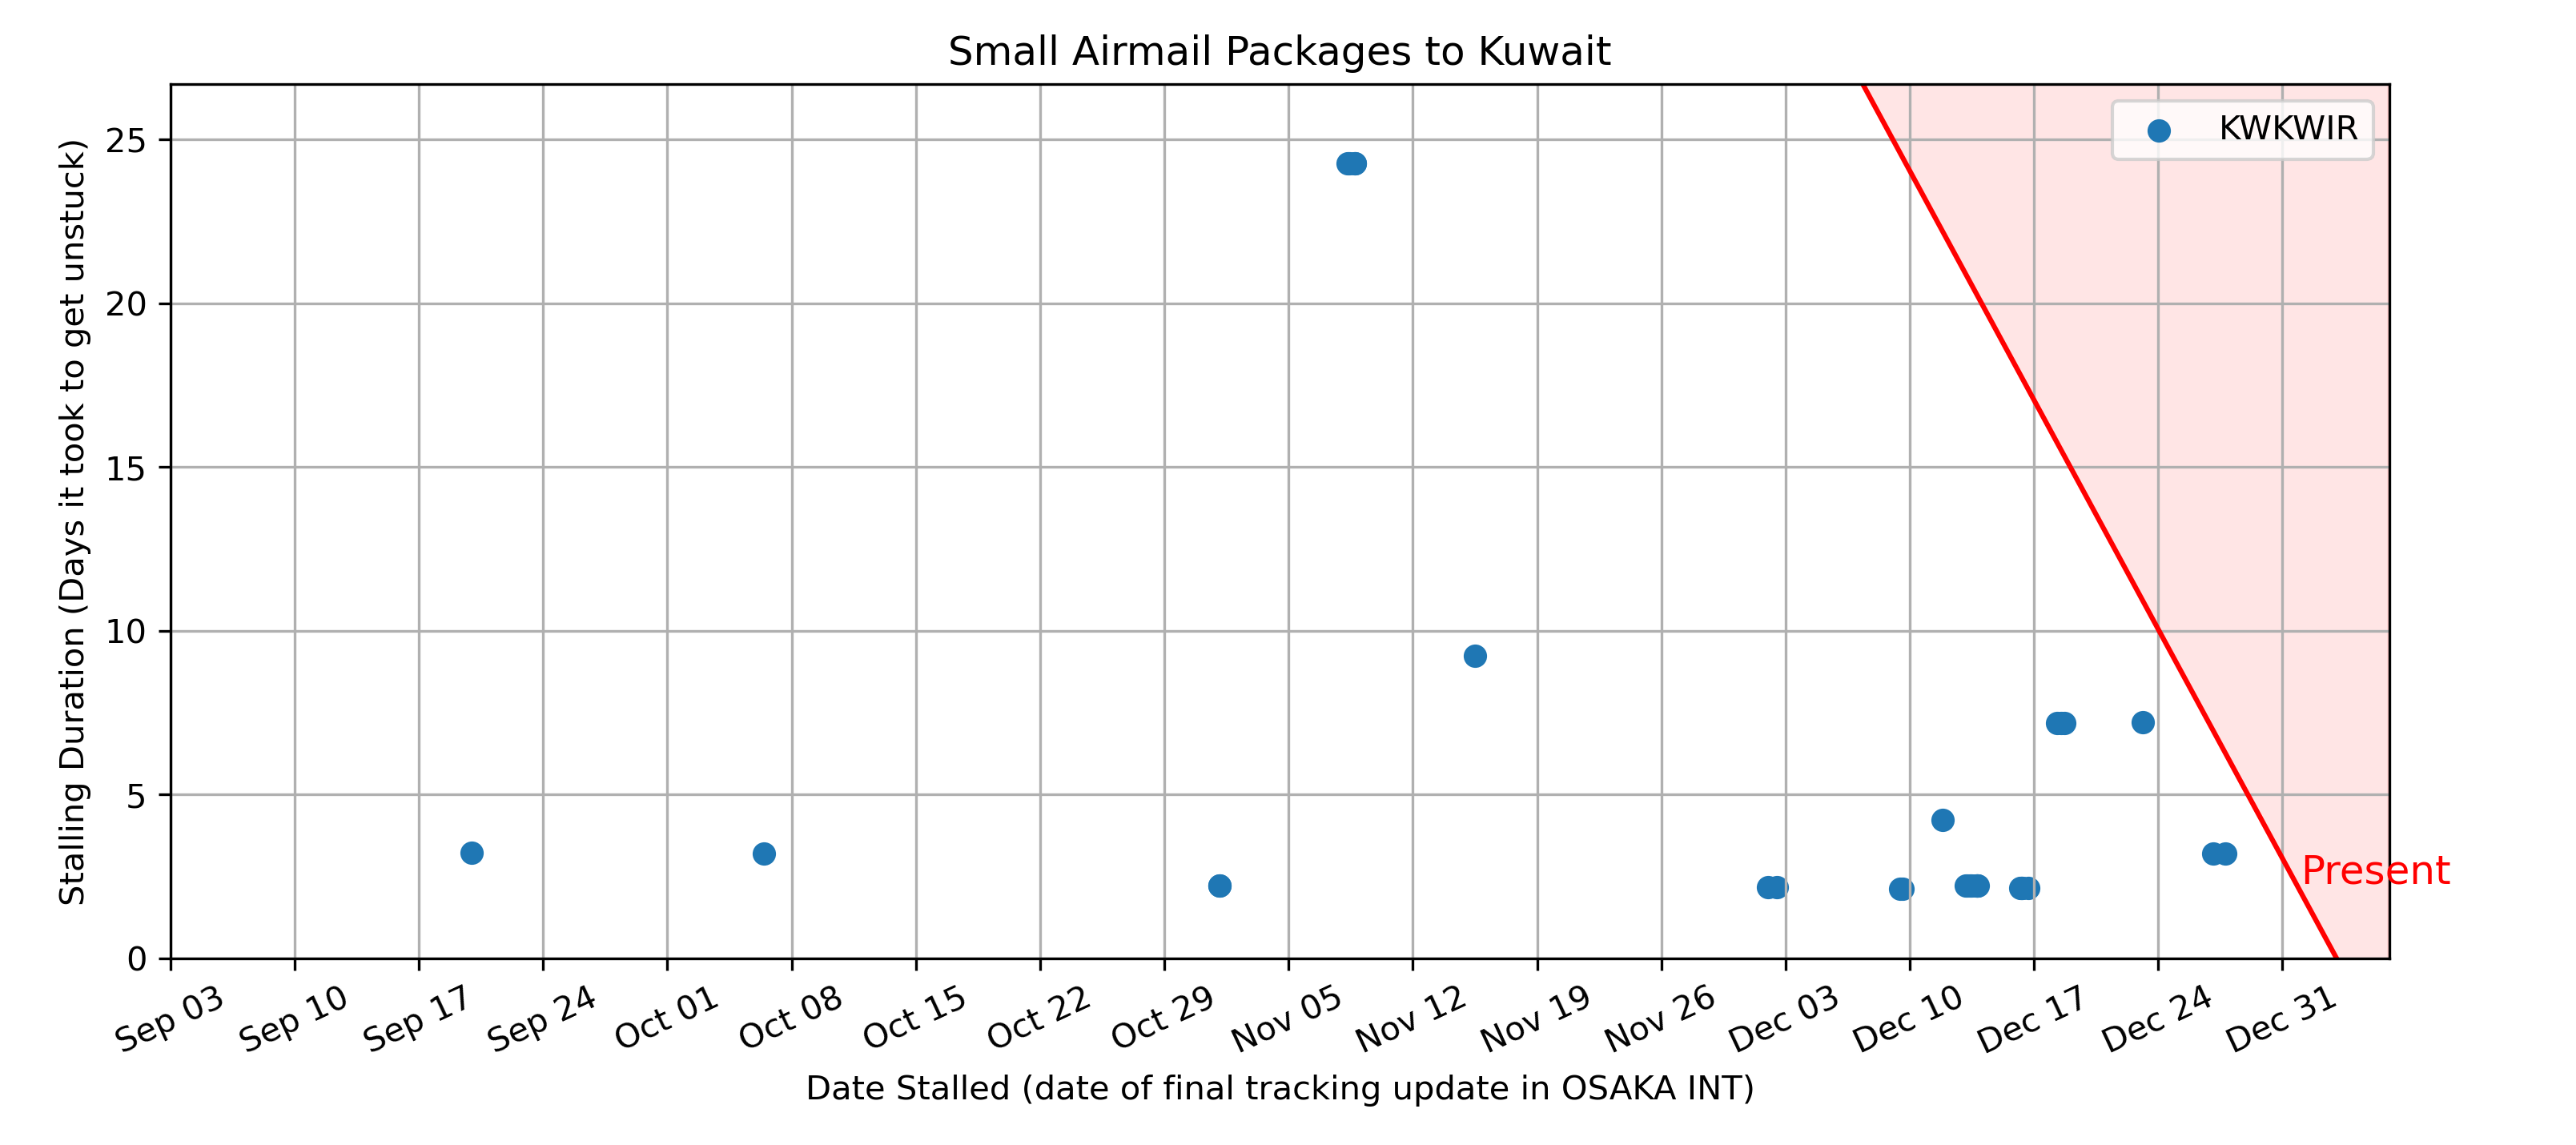 Small Airmail Packages to Kuwait
KWKWIR
Stalling Duration (Days it took to get unstuck)
25
20
15
10
5
0
Present
Sep 03 Sep 10 Sep 17 Sep 24 Oct 01 Oct 08 Oct 15 Oct 22 Oct 29 Nov 05 Nov 12 Nov 19 Nov 26 Dec 03 Dec 10 Dec 17 Dec 24 Dec 31
Date Stalled (date of final tracking update in OSAKA INT)